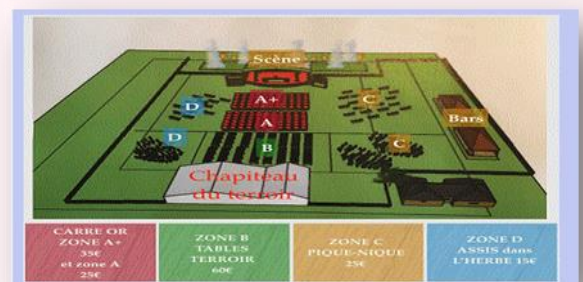 Scène
A+
D
C
A
Bars
D
B
C
Chapiteau
du terroir
CARRE OR
ZONE A+
35€
et zone A
25€
ZONE B
TABLES
TERROIR
60€
ZONE C
PIQUE-NIQUE
25€
ZONE D
ASSIS dans
L'HERBE 15€